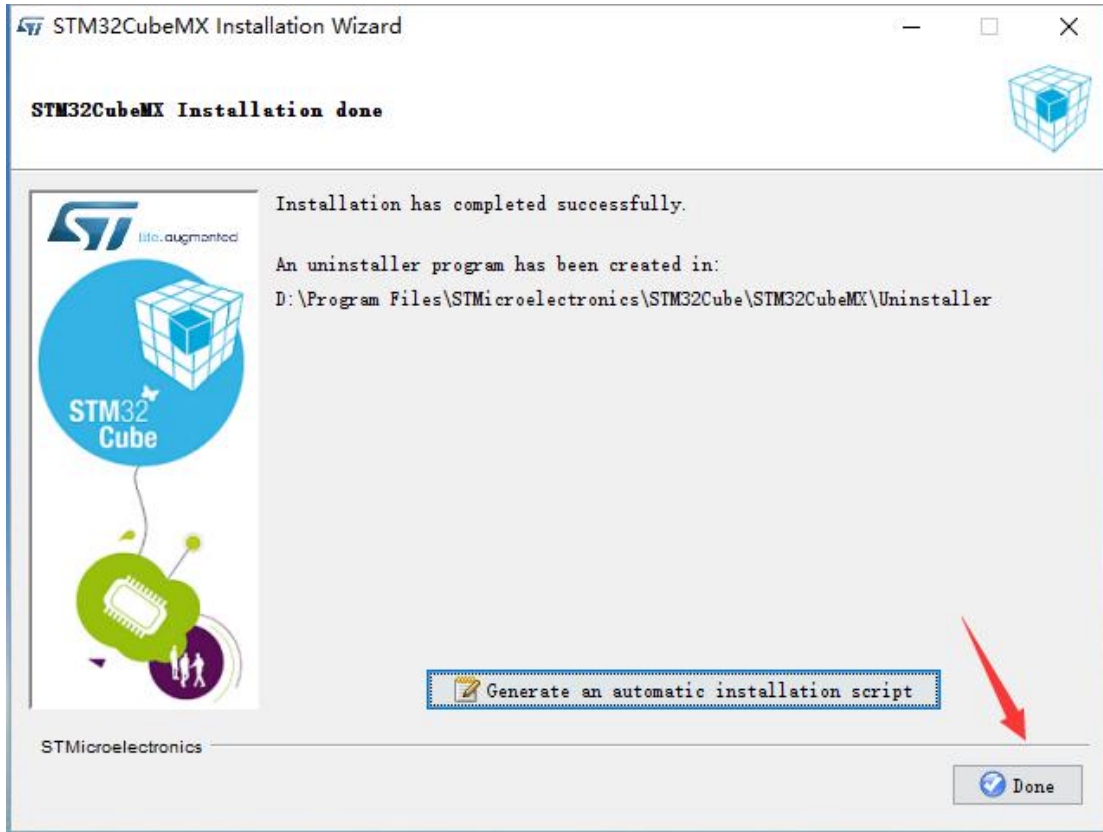 STM32CubeMX Installation Wizard
STM32CubeMX Installation done
Installation has completed successfully.
life.augmented
An uninstaller program has been created in:
D:\Program Files\STMicroelectronics\STM32Cube\STM32CubeMX\Uninstaller
STM32
Cube
Generate an automatic installation script
STMicroelectronics
Done